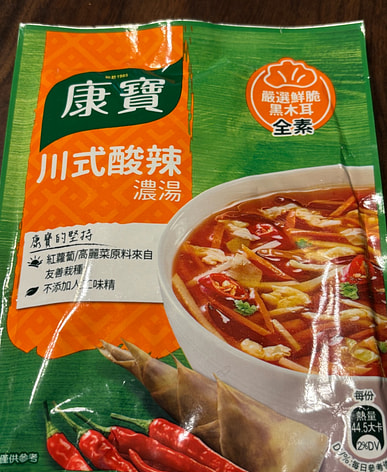 康寶
嚴選鮮脆
黑木耳
全素
川式酸辣
濃湯
康寶的堅持
紅蘿蔔/高麗菜原料來自
友善栽種
不添加人工味精
每份
熱量
44.5大卡
2%DV
僅供參考